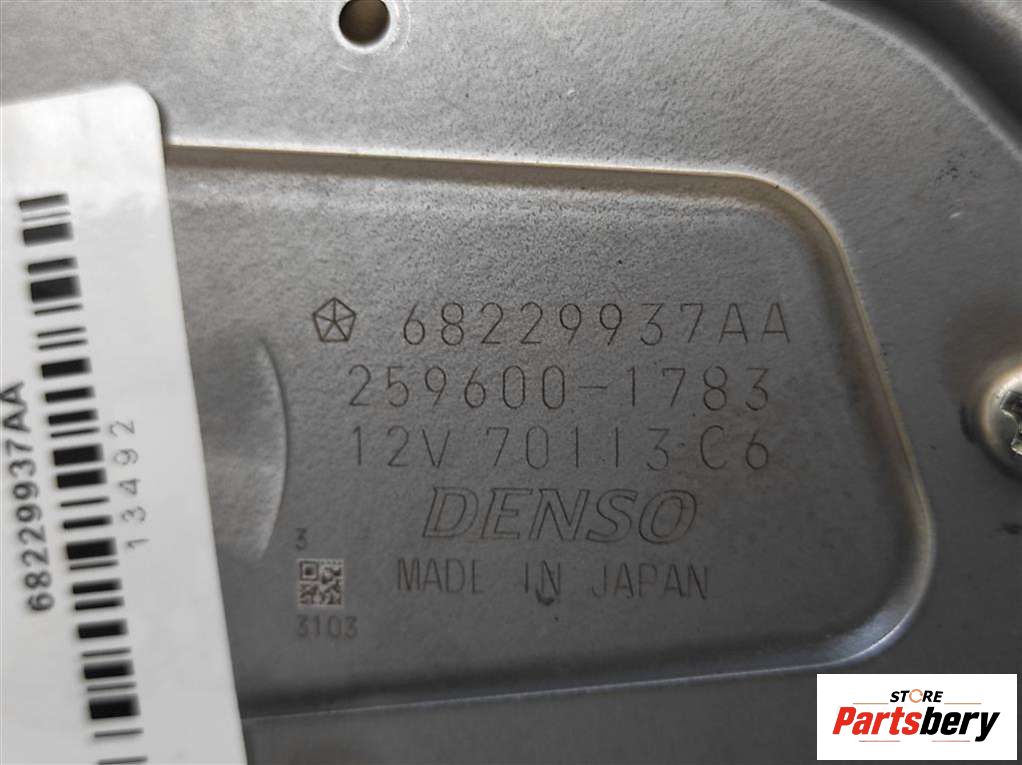 68229937AA
259600-1783
12V 70113 C6
DENSO
MADE IN JAPAN
3
3103
68229937AA
13492
STORE
Partsbery